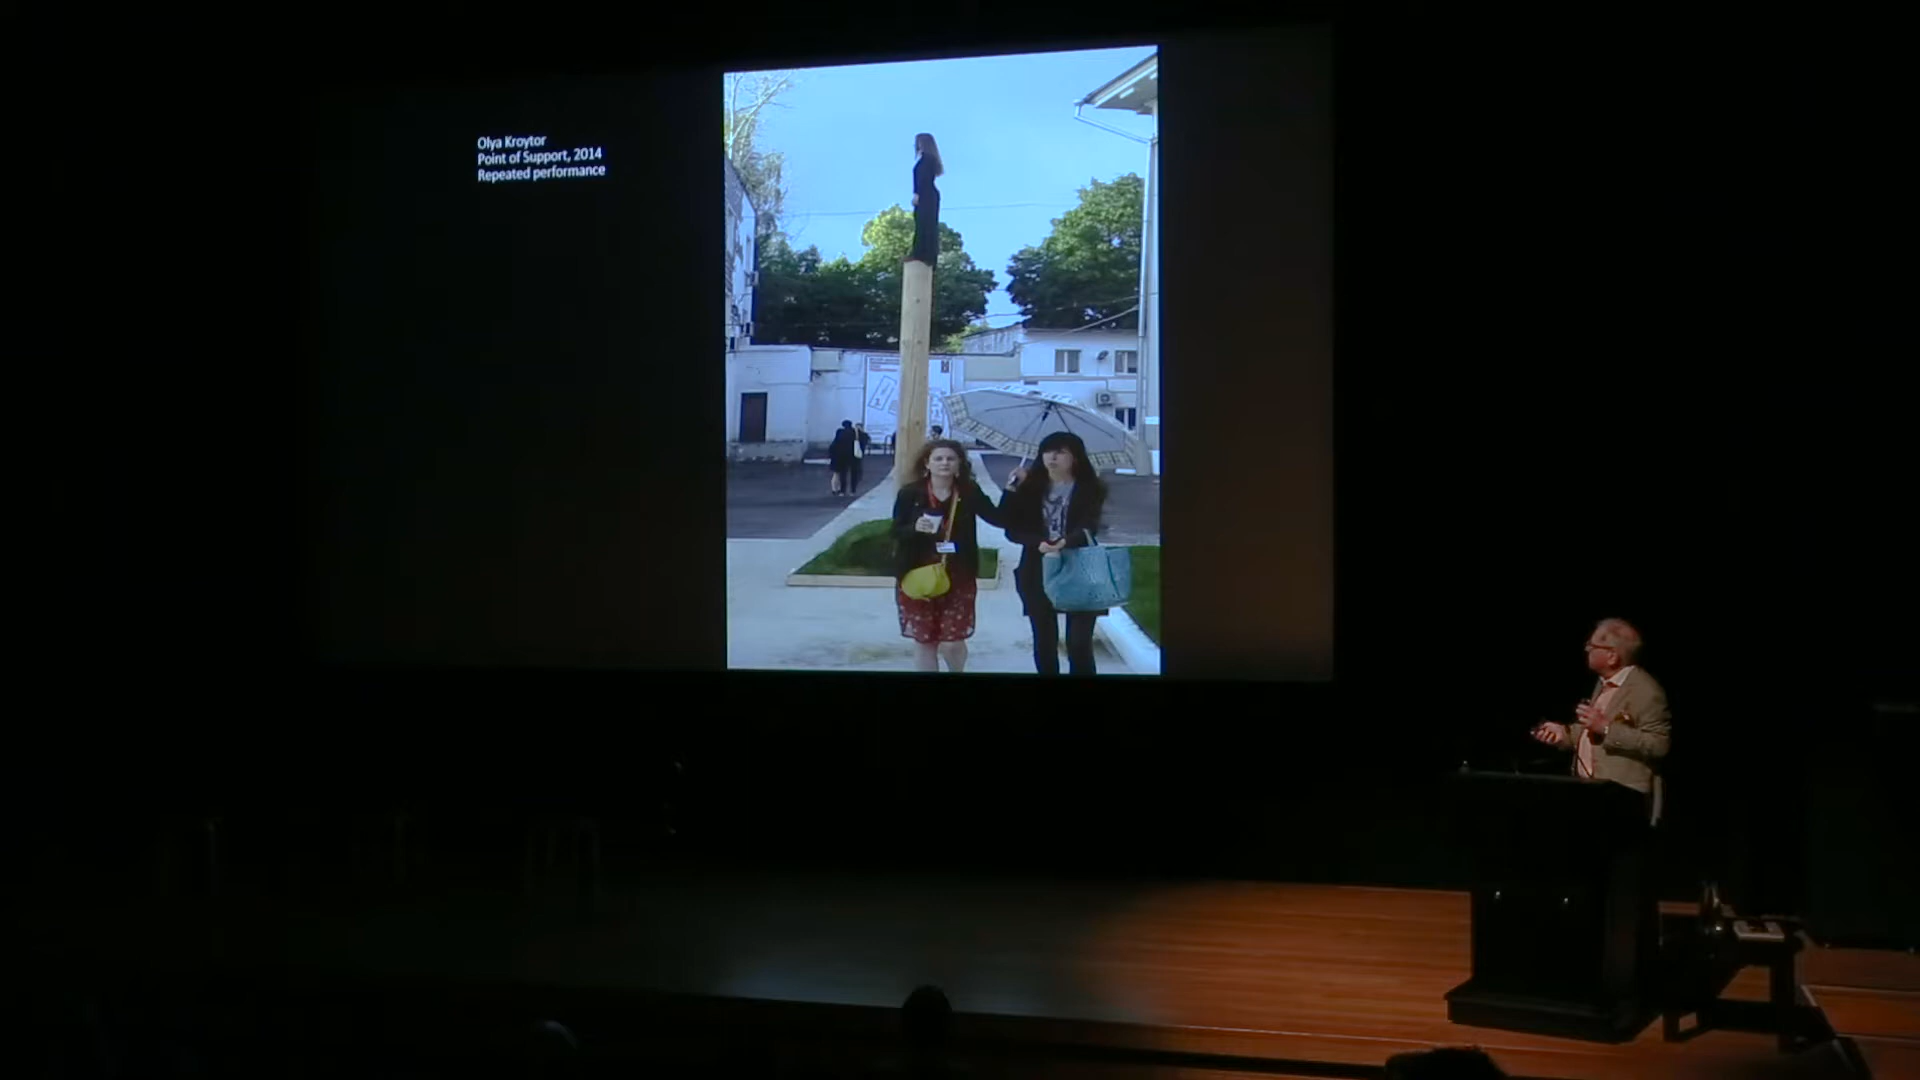 Olya Kroytor
Point of Support, 2014
Repeated performance